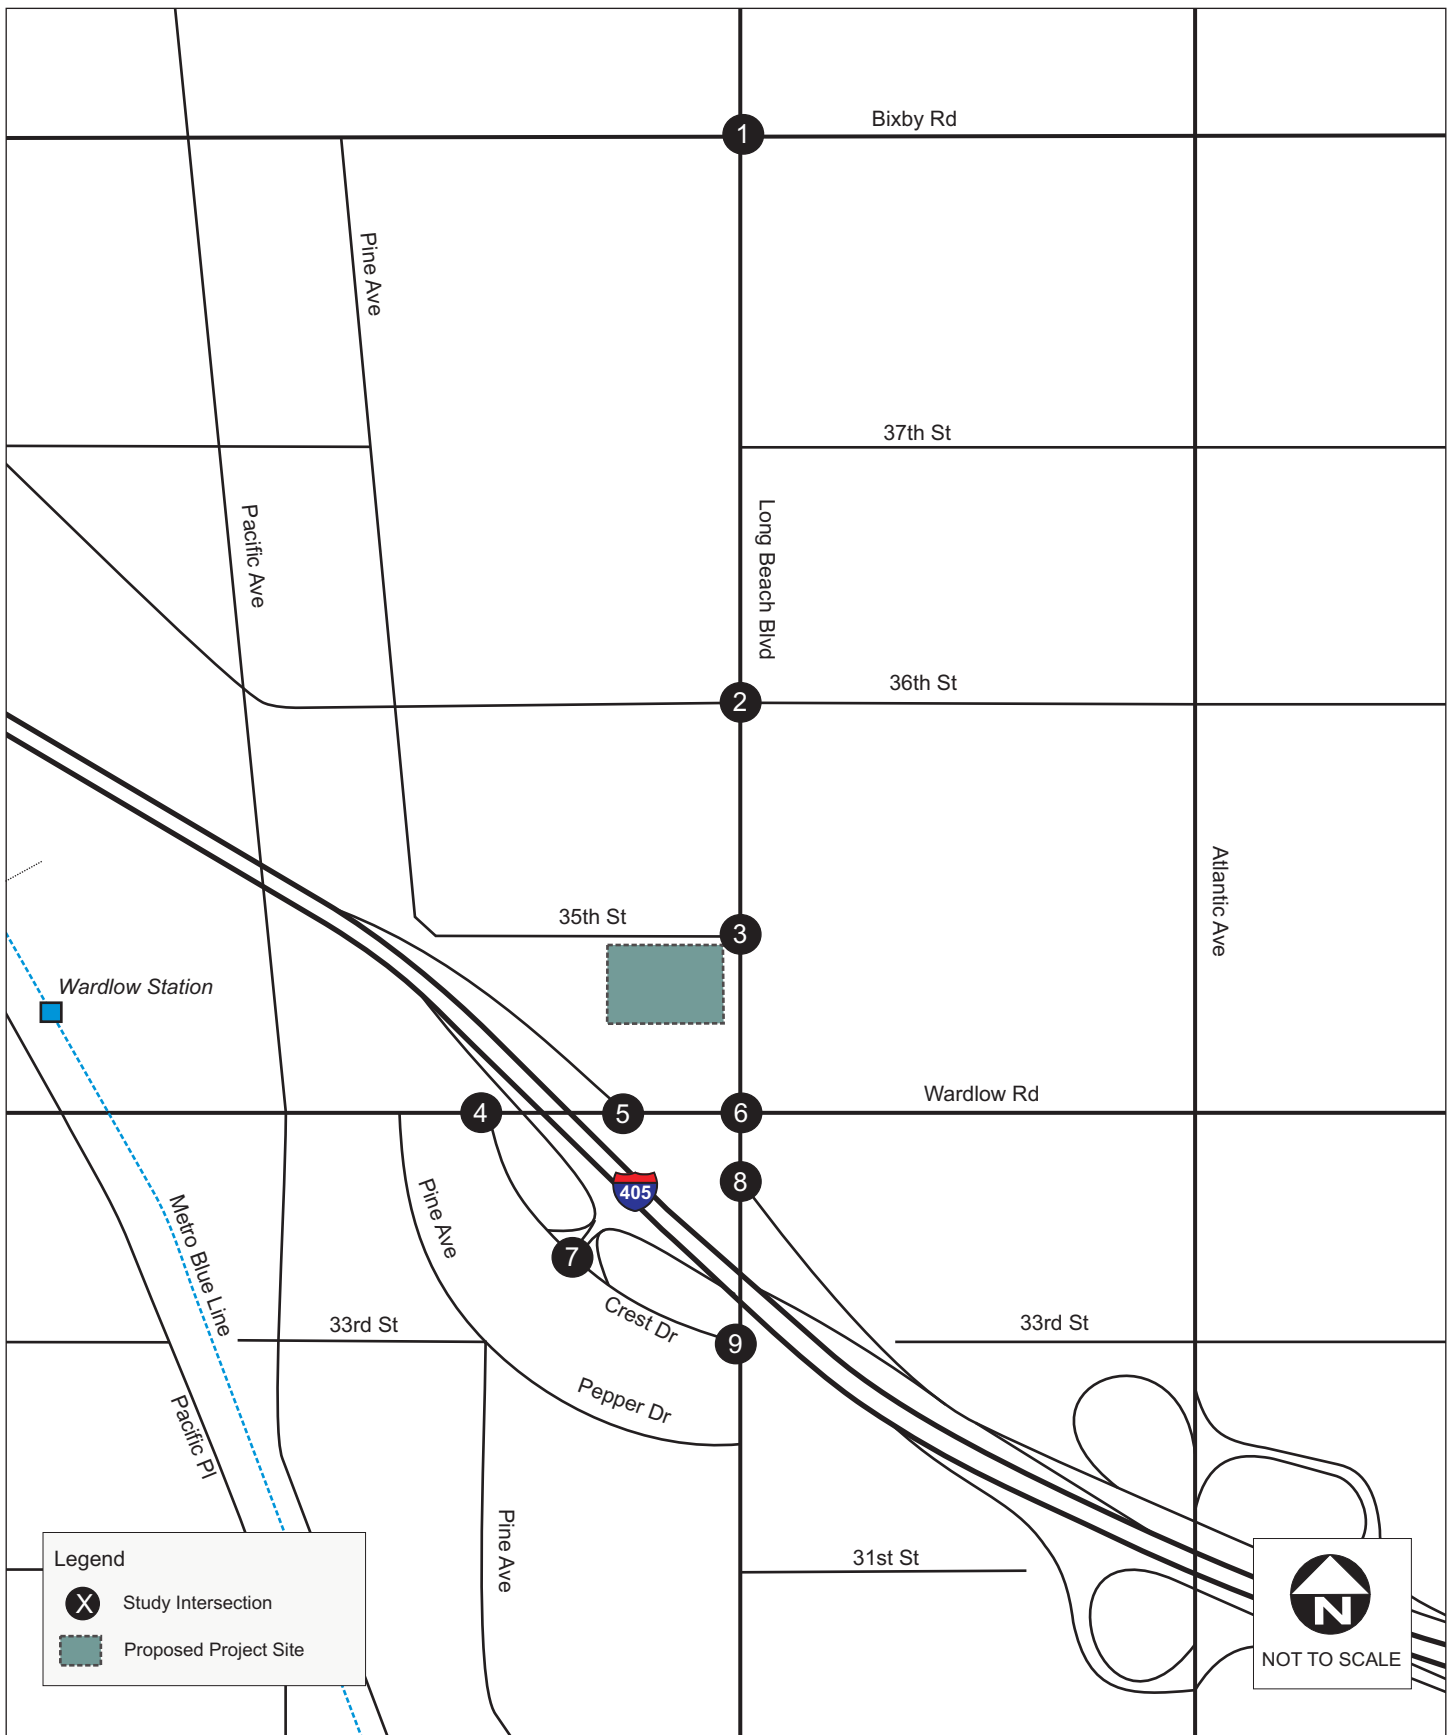 1
Bixby Rd
Pine Ave
37th St
Pacific Ave
Long Beach Blvd
2
36th St
Atlantic Ave
35th St
3
Wardlow Station
4
5
6
Wardlow Rd
8
405
Pine Ave
Metro Blue Line
7
Crest Dr
33rd St
9
33rd St
Pepper Dr
Pacific Pl
Pine Ave
31st St
Legend
X Study Intersection
Proposed Project Site
N
NOT TO SCALE